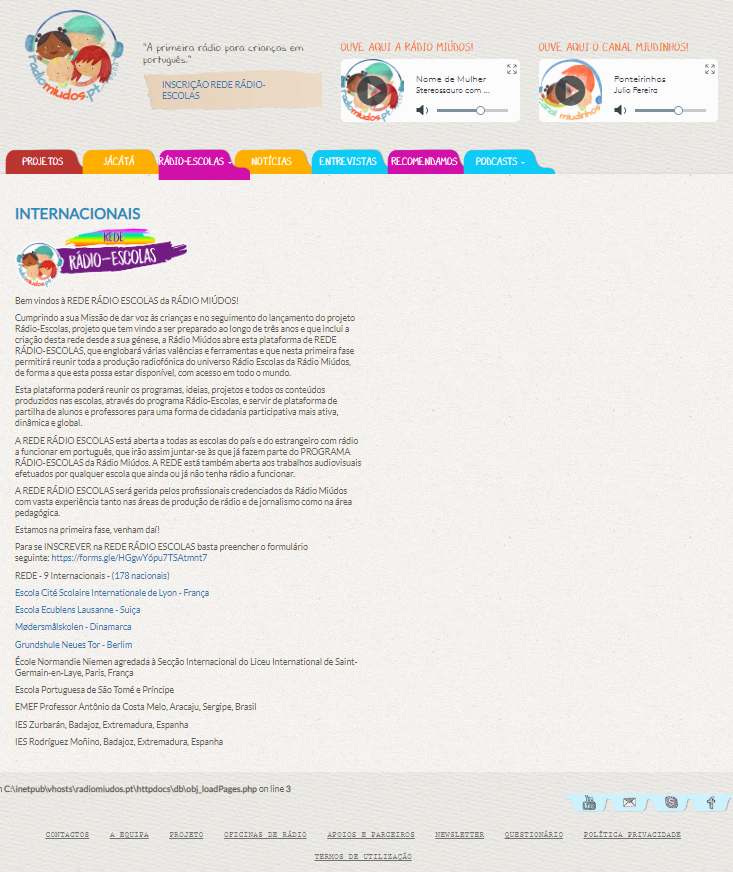 radiomiudos.pt
"A primeira rádio para crianças em
português."
INSCRIÇÃO REDE RÁDIO-
ESCOLAS
OUVE AQUI A RÁDIO MIÚDOS!
Nome de Mulher
Stereossauro com ...
OUVE AQUI O CANAL MIUDINHOS!
canal miudinhos
Ponteirinhos
Julio Pereira
PROJETOS
JÁCÁTÁ
RÁDIO-ESCOLAS
NOTÍCIAS
ENTREVISTAS
RECOMENDAMOS
PODCASTS
INTERNACIONAIS
REDE
RÁDIO-ESCOLAS
radiomiudos.pt
Bem vindos à REDE RÁDIO ESCOLAS da RÁDIO MIÚDOS!
Cumprindo a sua Missão de dar voz às crianças e no seguimento do lançamento do projeto
Rádio-Escolas, projeto que tem vindo a ser preparado ao longo de três anos e que inclui a
criação desta rede desde a sua génese, a Rádio Miúdos abre esta plataforma de REDE
RÁDIO-ESCOLAS, que englobará várias valências e ferramentas e que nesta primeira fase
permitirá reunir toda a produção radiofónica do universo Rádio Escolas da Rádio Miúdos,
de forma a que esta possa estar disponível, com acesso em todo o mundo.
Esta plataforma poderá reunir os programas, ideias, projetos e todos os conteúdos
produzidos nas escolas, através do programa Rádio-Escolas, e servir de plataforma de
partilha de alunos e professores para uma forma de cidadania participativa mais ativa,
dinâmica e global.
A REDE RÁDIO ESCOLAS está aberta a todas as escolas do país e do estrangeiro com rádio
a funcionar em português, que irão assim juntar-se às que já fazem parte do PROGRAMA
RÁDIO-ESCOLAS da Rádio Miúdos. A REDE está também aberta aos trabalhos audiovisuais
efetuados por qualquer escola que ainda ou já não tenha rádio a funcionar.
A REDE RÁDIO ESCOLAS será gerida pelos profissionais credenciados da Rádio Miúdos
com vasta experiência tanto nas áreas de produção de rádio e de jornalismo como na área
pedagógica.
Estamos na primeira fase, venham daí!
Para se INSCREVER na REDE RÁDIO ESCOLAS basta preencher o formulário
seguinte: https://forms.gle/HGgwY6pu7TSAtmnt7
REDE - 9 Internacionais - (178 nacionais)
Escola Cité Scolaire Internationale de Lyon - França
Escola Ecublens Lausanne - Suiça
Mødersmålskolen - Dinamarca
Grundshule Neues Tor - Berlim
École Normandie Niemen agredada à Secção Internacional do Liceu International de Saint-
Germain-en-Laye, Paris, França
Escola Portuguesa de São Tomé e Príncipe
EMEF Professor Antônio da Costa Melo, Aracaju, Sergipe, Brasil
IES Zurbarán, Badajoz, Extremadura, Espanha
IES Rodríguez Moñino, Badajoz, Extremadura, Espanha
n C:\inetpub\vhosts\radiomiudos.pt\httpdocs\db\obj_loadPages.php on line 3
You Tube
CONTACTOS
A EQUIPA
PROJETO
OFICINAS DE RÁDIO
APOIOS E PARCEIROS
NEWSLETTER
QUESTIONÁRIO
POLÍTICA PRIVACIDADE
TERMOS DE UTILIZAÇÃO